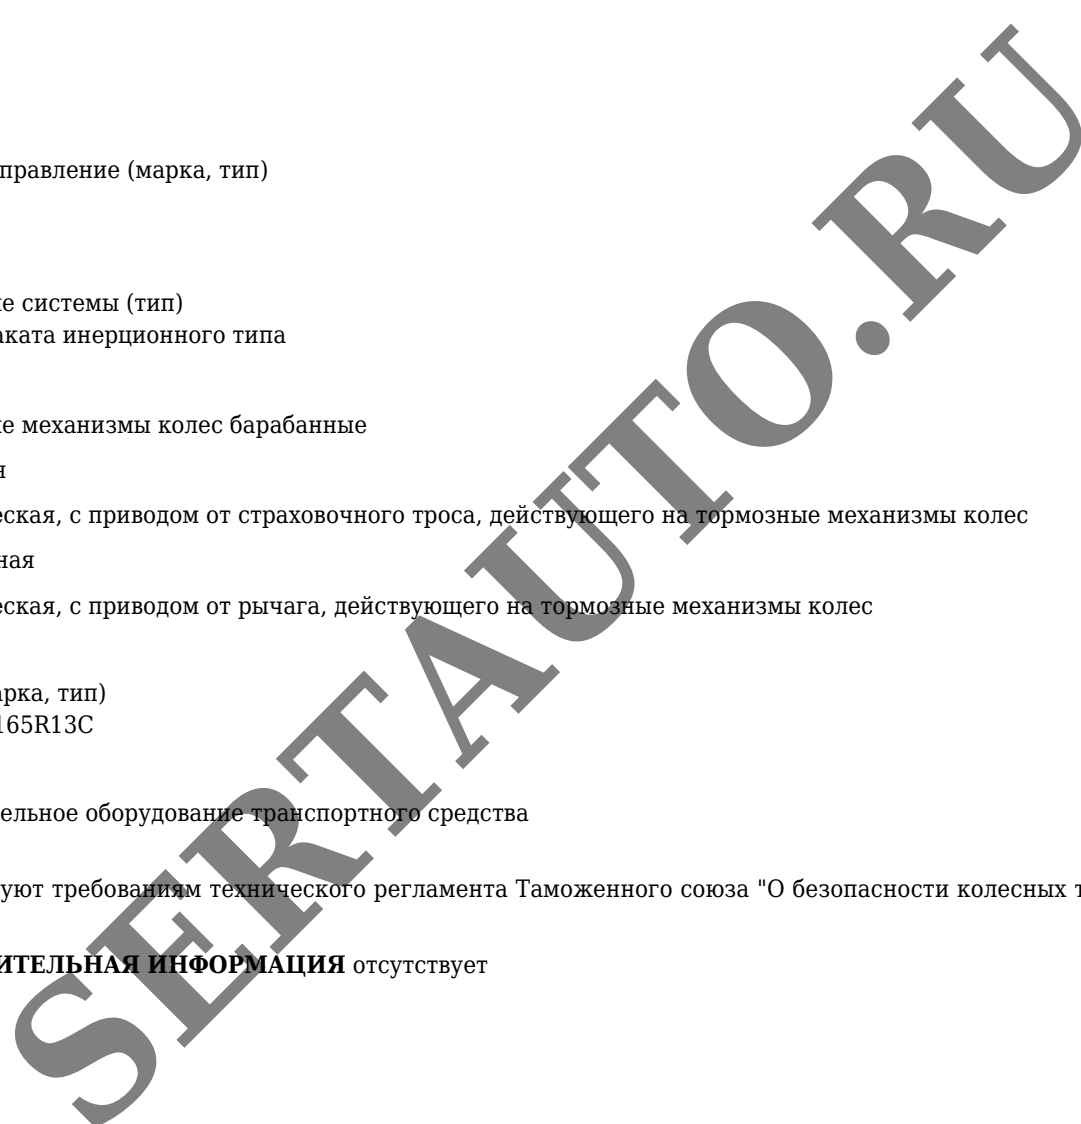 правление (марка, тип)
е системы (тип)
аката инерционного типа
е механизмы колес барабанные
я
еская, с приводом от страховочного троса, действующего на тормозные механизмы колес
ная
еская, с приводом от рычага, действующего на тормозные механизмы колес
арка, тип)
165R13C
ельное оборудование транспортного средства
уют требованиям технического регламента Таможенного союза "О безопасности колесных т
ИТЕЛЬНАЯ ИНФОРМАЦИЯ отсутствует
SERTAUTO.RU